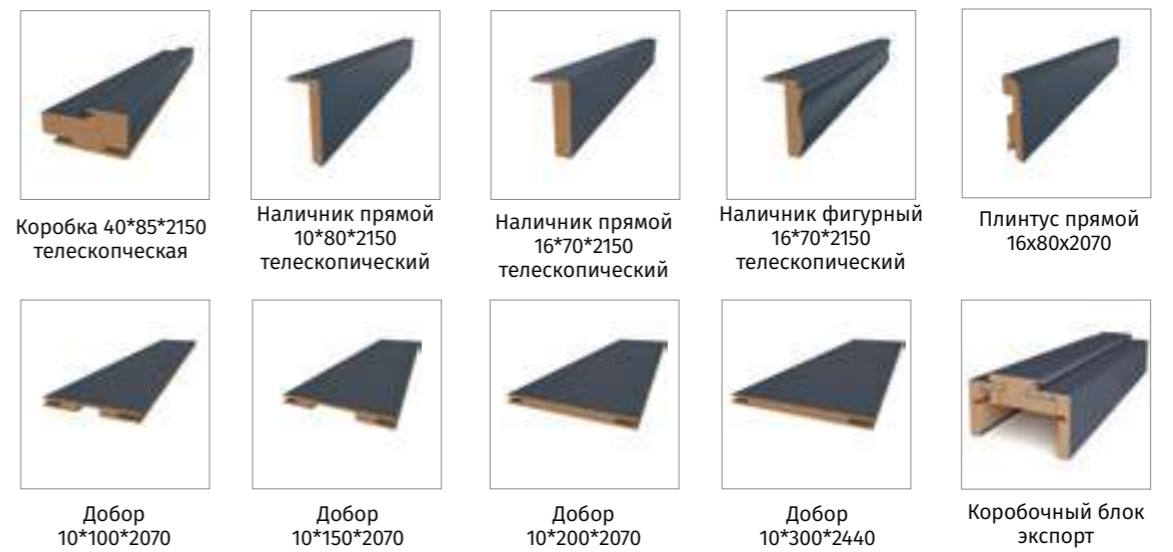 Коробка 40*85*2150
телескопческая
Наличник прямой
10*80*2150
телескопический
Наличник прямой
16*70*2150
телескопический
Наличник фигурный
16*70*2150
телескопический
Плинтус прямой
16х80х2070
Добор
10*100*2070
Добор
10*150*2070
Добор
10*200*2070
Добор
10*300*2440
Коробочный блок
экспорт